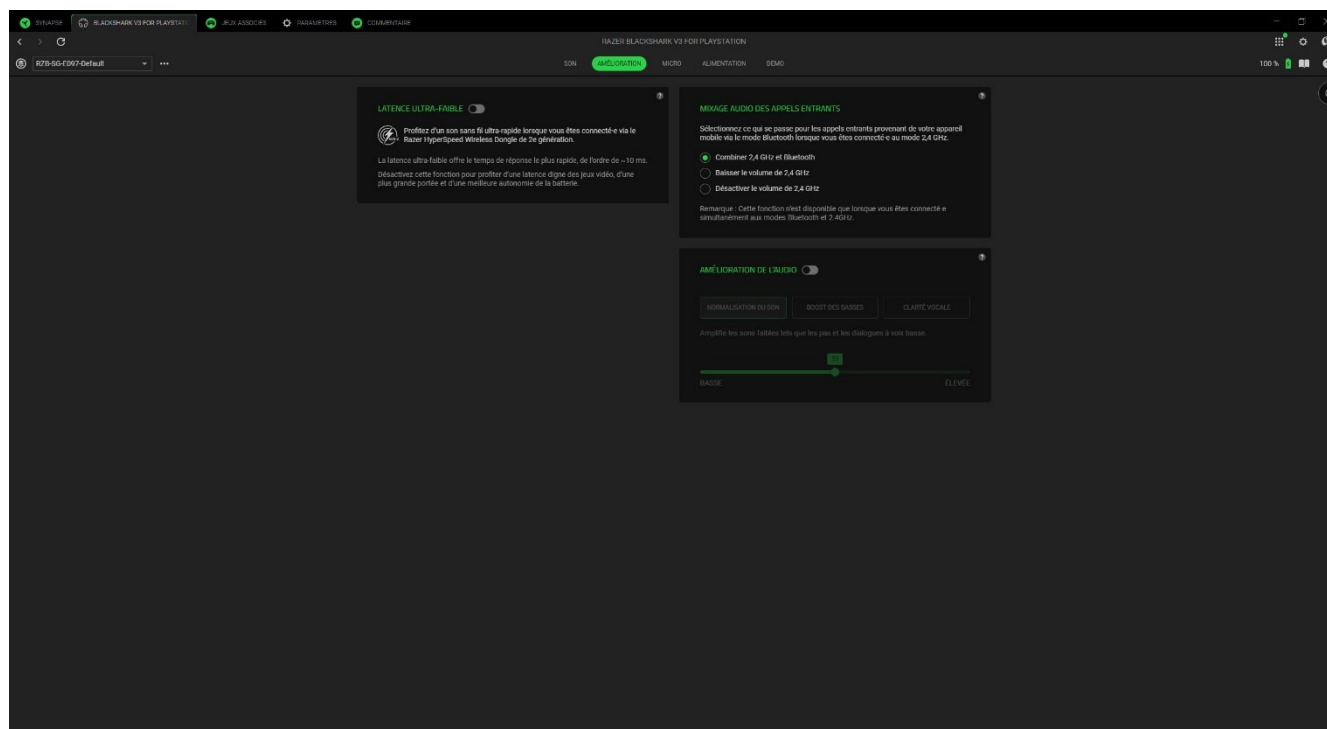 SYNAPSE
BLACKSHARK V3 FOR PLAYSTATI
JEUX ASSOCIÉS
PARAMÈTRES
COMMENTAIRE
RAZER BLACKSHARK V3 FOR PLAYSTATION
RZB-SG-E097-Default
SON
AMÉLIORATION
MICRO
ALIMENTATION
DÉMO
100 %
LATENCE ULTRA-FAIBLE
Profitez d'un son sans fil ultra-rapide lorsque vous êtes connecté·e via le
Razer HyperSpeed Wireless Dongle de 2e génération.
La latence ultra-faible offre le temps de réponse le plus rapide, de l'ordre de ~10 ms.
Désactivez cette fonction pour profiter d'une latence digne des jeux vidéo, d'une
plus grande portée et d'une meilleure autonomie de la batterie.
MIXAGE AUDIO DES APPELS ENTRANTS
Sélectionnez ce qui se passe pour les appels entrants provenant de votre appareil
mobile via le mode Bluetooth lorsque vous êtes connecté·e au mode 2,4 GHz.
Combiner 2,4 GHz et Bluetooth
Baisser le volume de 2,4 GHz
Désactiver le volume de 2,4 GHz
Remarque : Cette fonction n'est disponible que lorsque vous êtes connecté·e
simultanément aux modes Bluetooth et 2.4GHz.
AMÉLIORATION DE L'AUDIO
NORMALISATION DU SON
BOOST DES BASSES
CLARTÉ VOCALE
Amplifie les sons faibles tels que les pas et les dialogues à voix basse.
BASSE
ÉLEVÉE